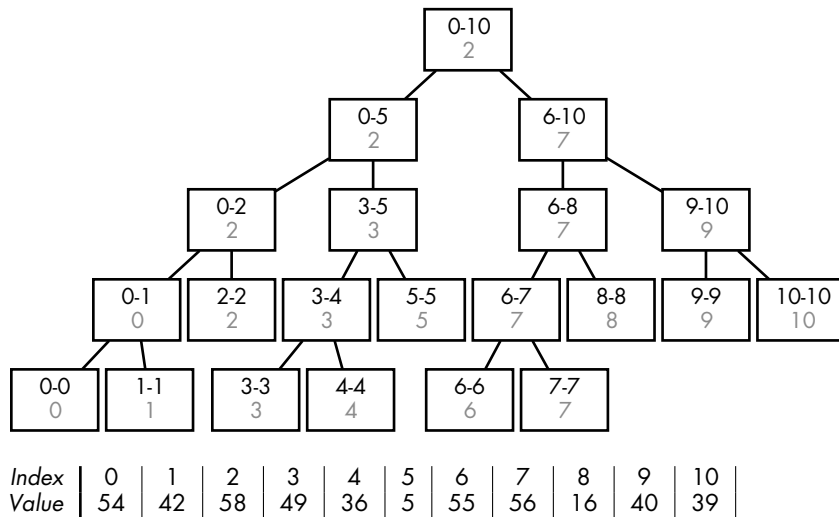 0-10
2
0-5 6-10
2 7
0-2 3-5 6-8 9-10
2 3 7 9
0-1 2-2 3-4 5-5 6-7 8-8 9-9 10-10
0 2 3 5 7 8 9 10
0-0 1-1 3-3 4-4 6-6 7-7
0 1 3 4 6 7
Index 0 1 2 3 4 5 6 7 8 9 10
Value 54 42 58 49 36 5 55 56 16 40 39